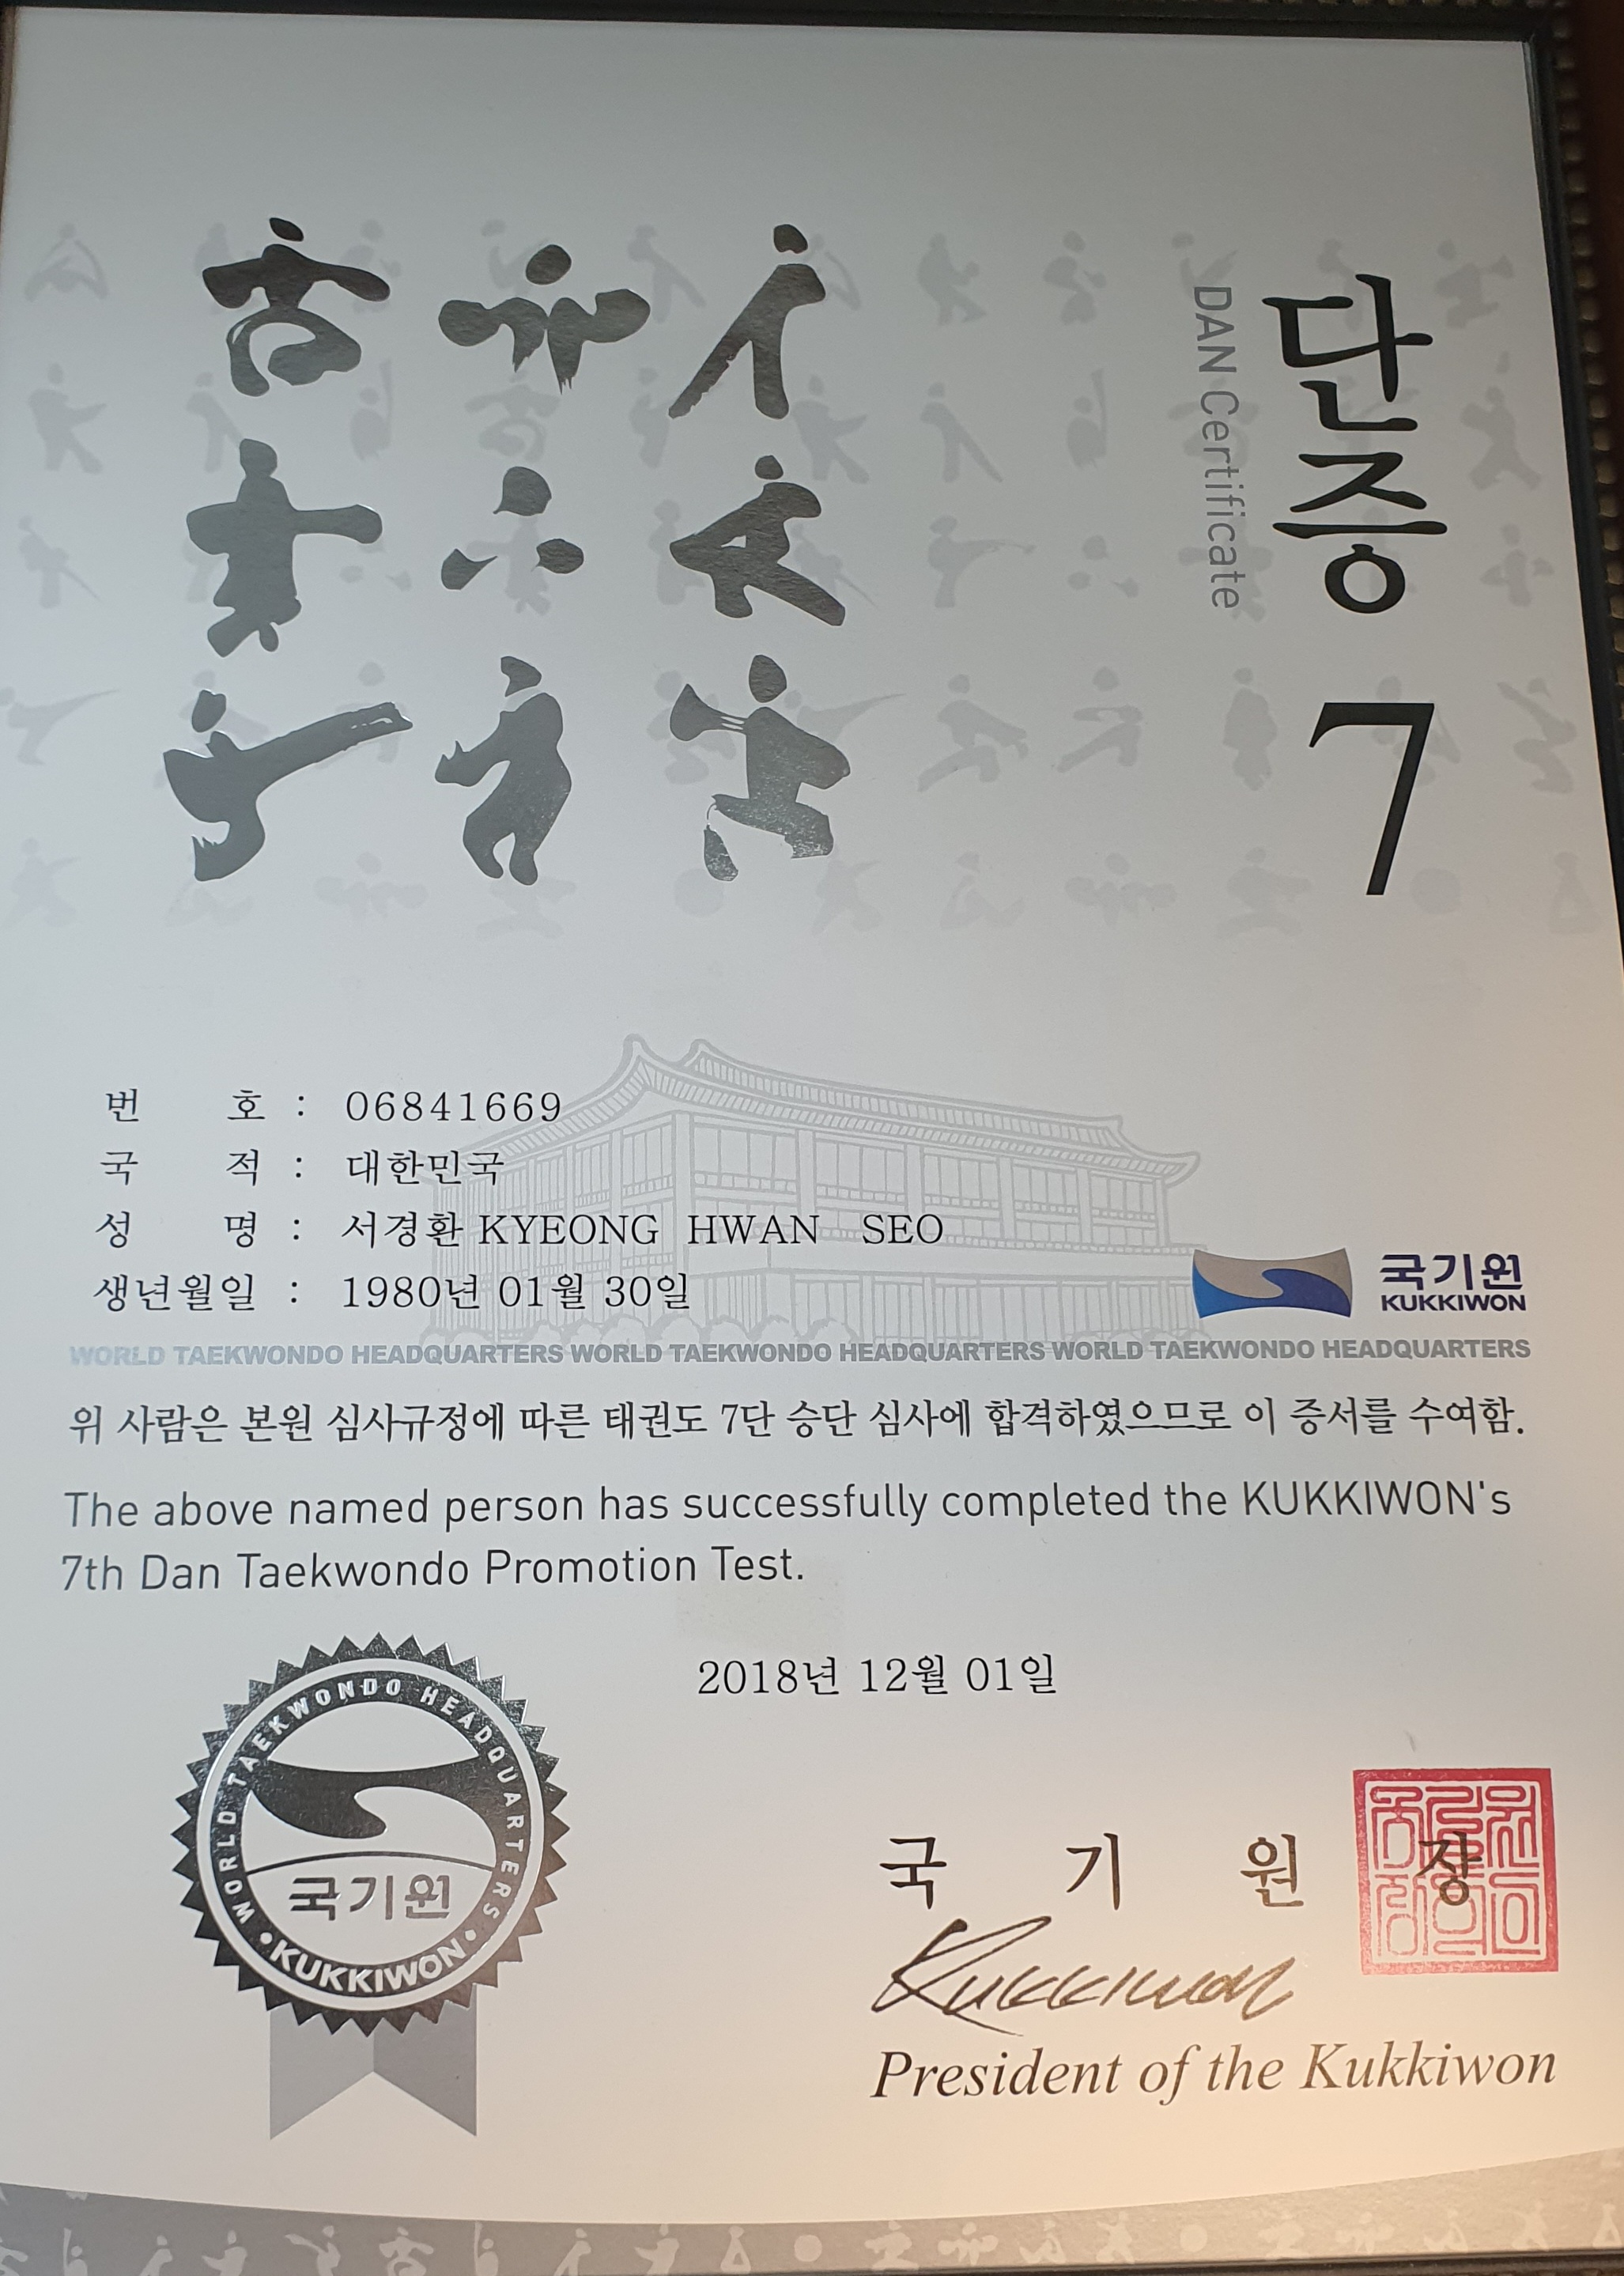 단증 7
DAN Certificate
번 호 : 06841669
국 적 : 대한민국
성 명 : 서경환 KYEONG HWAN SEO
생년월일 : 1980년 01월 30일
국기원
KUKKIWON
WORLD TAEKWONDO HEADQUARTERS WORLD TAEKWONDO HEADQUARTERS WORLD TAEKWONDO HEADQUARTERS
위 사람은 본원 심사규정에 따른 태권도 7단 승단 심사에 합격하였으므로 이 증서를 수여함.
The above named person has successfully completed the KUKKIWON's
7th Dan Taekwondo Promotion Test.
2018년 12월 01일
WORLD TAEKWONDO HEADQUARTERS
국기원
• KUKKIWON •
국 기 원 장
Kukkiwon
President of the Kukkiwon